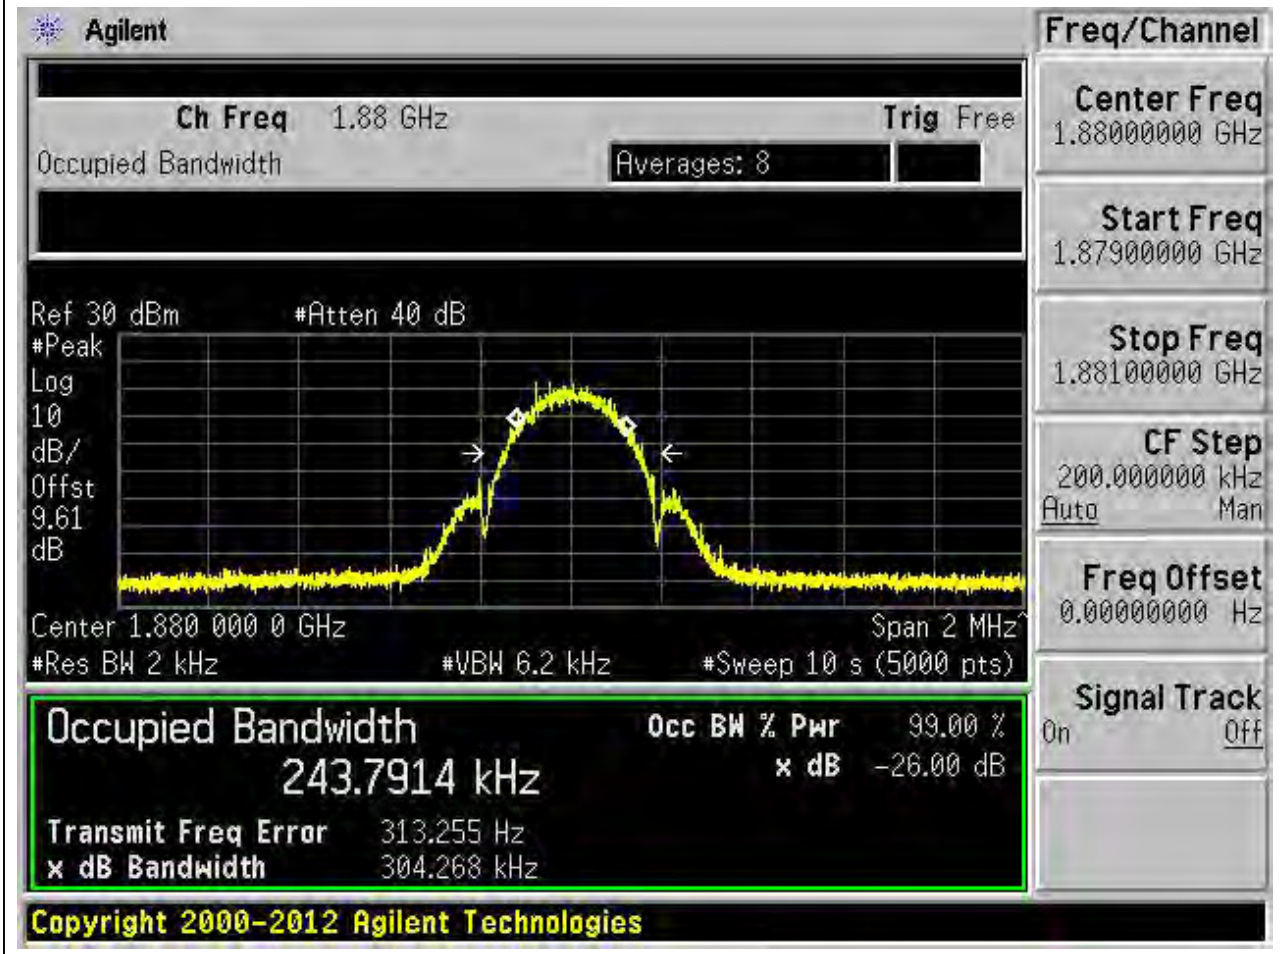 Agilent
Freq/Channel
Ch Freq 1.88 GHz Trig Free
Occupied Bandwidth Averages: 8
Center Freq
1.88000000 GHz
Start Freq
1.87900000 GHz
Stop Freq
1.88100000 GHz
CF Step
200.000000 kHz
Auto Man
Freq Offset
0.00000000 Hz
Signal Track
On Off
Ref 30 dBm #Atten 40 dB
#Peak
Log
10
dB/
Offst
9.61
dB
Center 1.880 000 0 GHz Span 2 MHz^
#Res BW 2 kHz #VBW 6.2 kHz #Sweep 10 s (5000 pts)
Occupied Bandwidth Occ BW % Pwr 99.00 %
243.7914 kHz x dB -26.00 dB
Transmit Freq Error 313.255 Hz
x dB Bandwidth 304.268 kHz
Copyright 2000-2012 Agilent Technologies